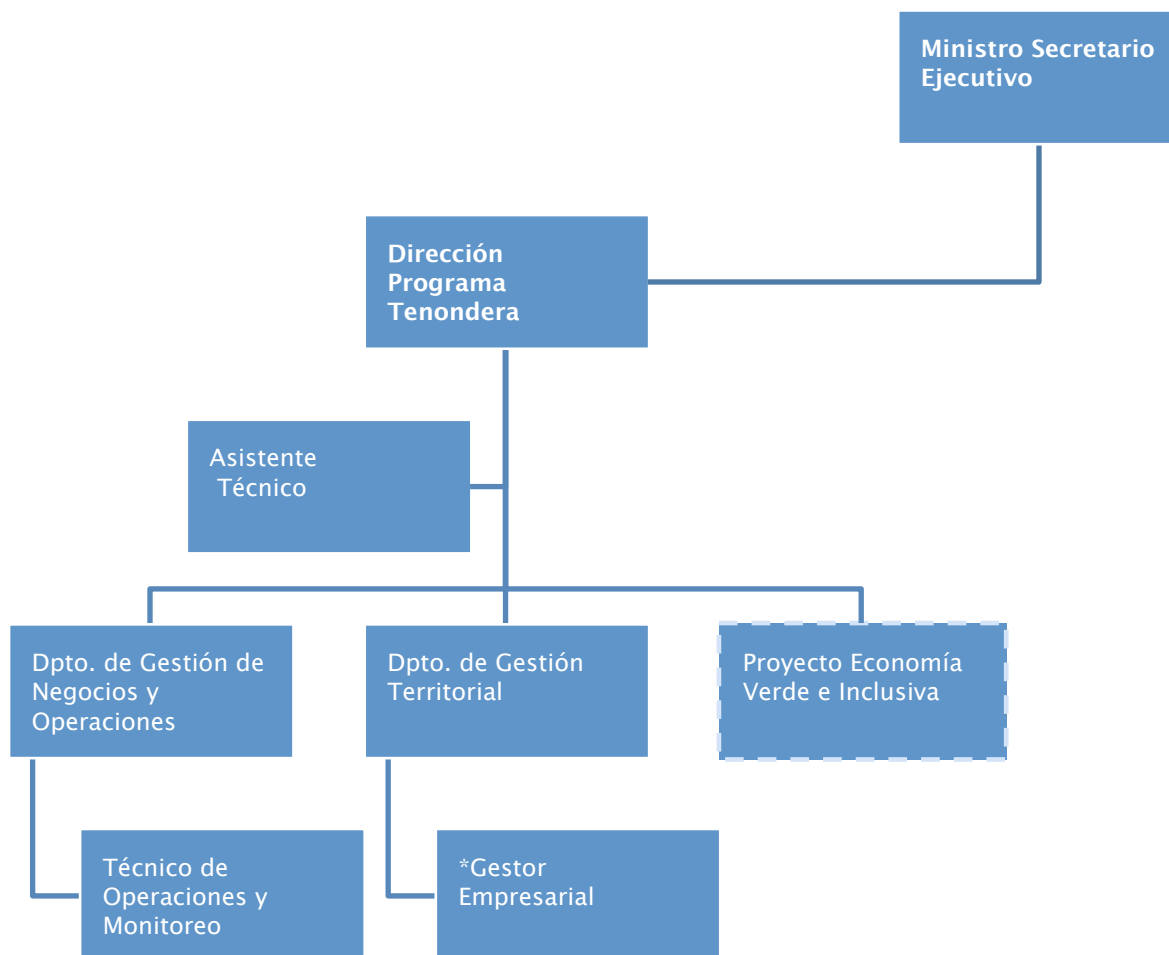 Ministro Secretario
Ejecutivo
Dirección
Programa
Tenondera
Asistente
Técnico
Dpto. de Gestión de
Negocios y
Operaciones
Dpto. de Gestión
Territorial
Proyecto Economía
Verde e Inclusiva
Técnico de
Operaciones y
Monitoreo
*Gestor
Empresarial